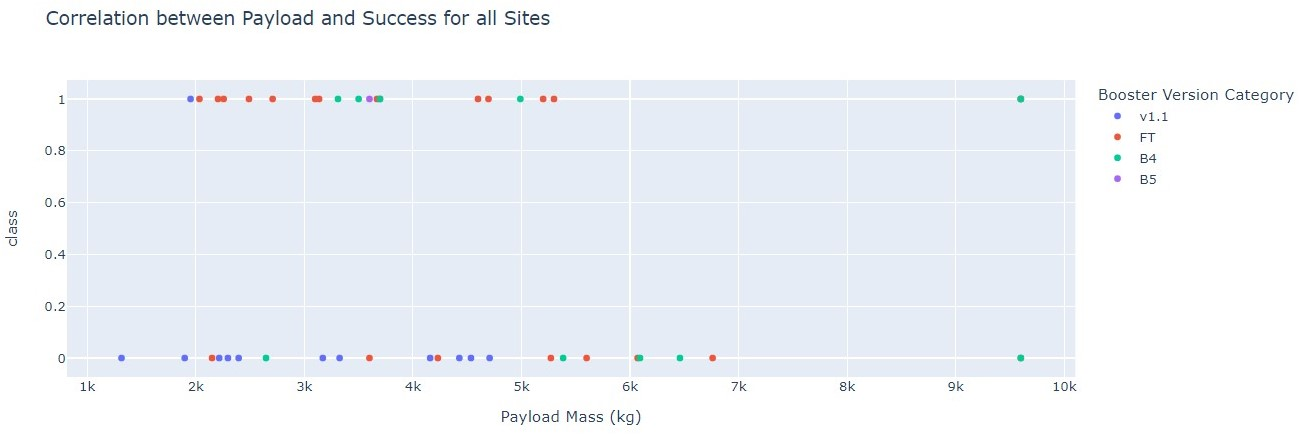 Correlation between Payload and Success for all Sites
Booster Version Category
v1.1
FT
B4
B5
class
1
0.8
0.6
0.4
0.2
0
1k 2k 3k 4k 5k 6k 7k 8k 9k 10k
Payload Mass (kg)